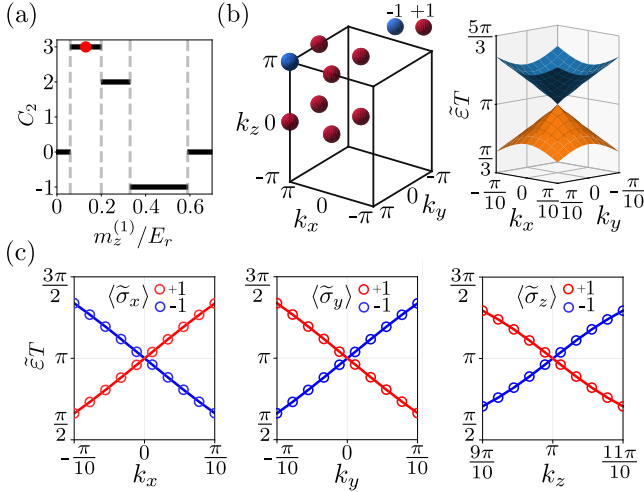 (a)
C₂
3
2
0
-1
0
0.2
0.4
0.6
m_z^(1)/E_r
(b)
-1 +1
π
k_z 0
-π
π
0
-π
k_x
-π
0
π
k_y
5π/3
ε̃T
π
π/3
-π/10
0
π/10
k_x
π/10
0
-π/10
k_y
(c)
3π/2
ε̃T
π
π/2
⟨σ̃_x⟩
+1
-1
-π/10
0
π/10
k_x
3π/2
π
π/2
⟨σ̃_y⟩
+1
-1
-π/10
0
π/10
k_y
3π/2
π
π/2
⟨σ̃_z⟩
+1
-1
9π/10
π
11π/10
k_z